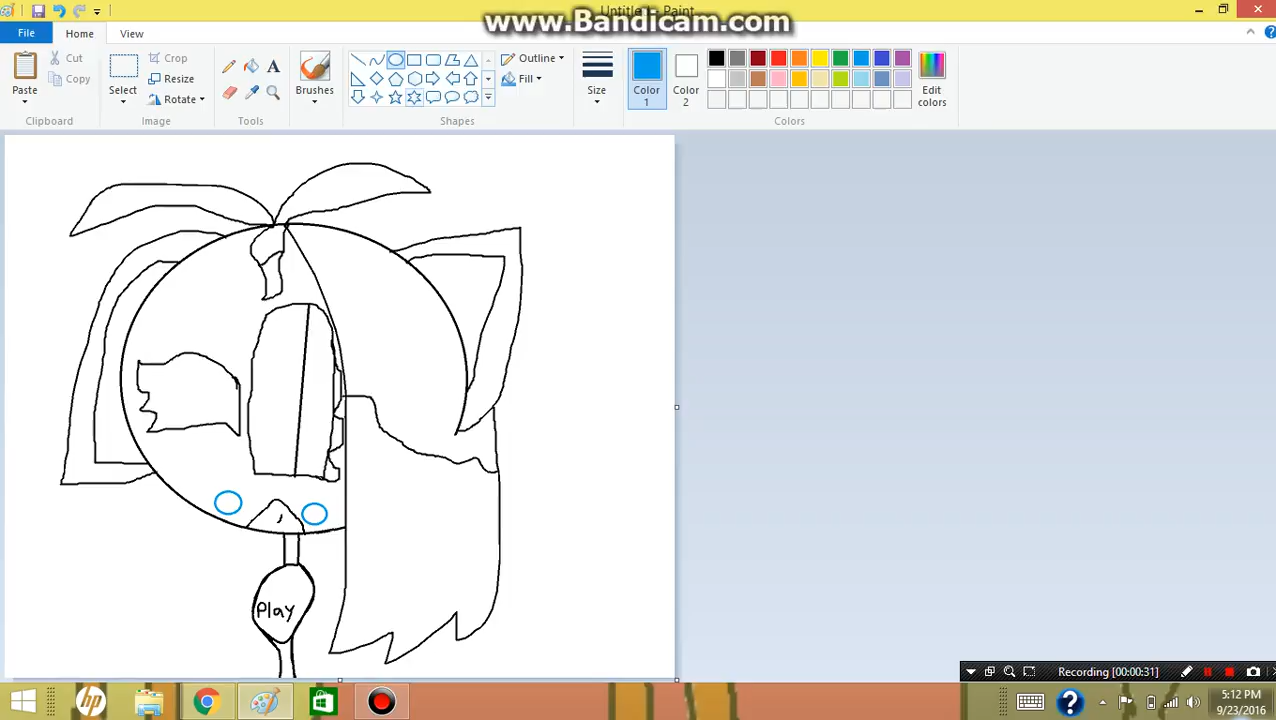 Untitled - Paint
www.Bandicam.com
File
Home
View
Paste
Cut
Copy
Clipboard
Select
Crop
Resize
Rotate
Image
A
Tools
Brushes
Shapes
Outline
Fill
Size
Color 1
Color 2
Edit colors
Colors
Play
Recording [00:00:31]
hp
5:12 PM
9/23/2016